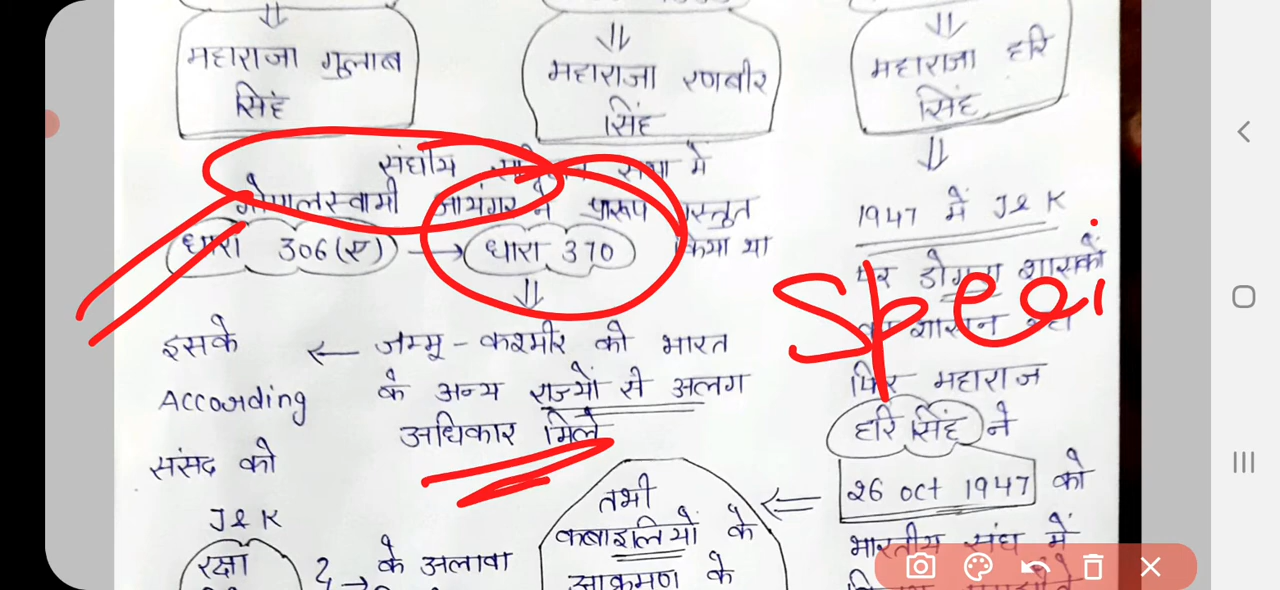 महाराजा गुलाब
सिंह
महाराजा रणबीर
सिंह
महाराजा हरि
सिंह
संघीय संविधान सभा में
गोपालस्वामी आयंगर ने प्रारूप प्रस्तुत
धारा 306(ए) → धारा 370 किया था
1947 में J&K
पर डोगरा शासकों
का शासन था
फिर महाराज
हरि सिंह ने
26 oct 1947 को
भारतीय संघ में
Speci
जम्मू-कश्मीर को भारत
के अन्य राज्यों से अलग
अधिकार मिले
इसके
According
संसद को
J&K
रक्षा
के अलावा
तभी
कबाइलियों के
आक्रमण के